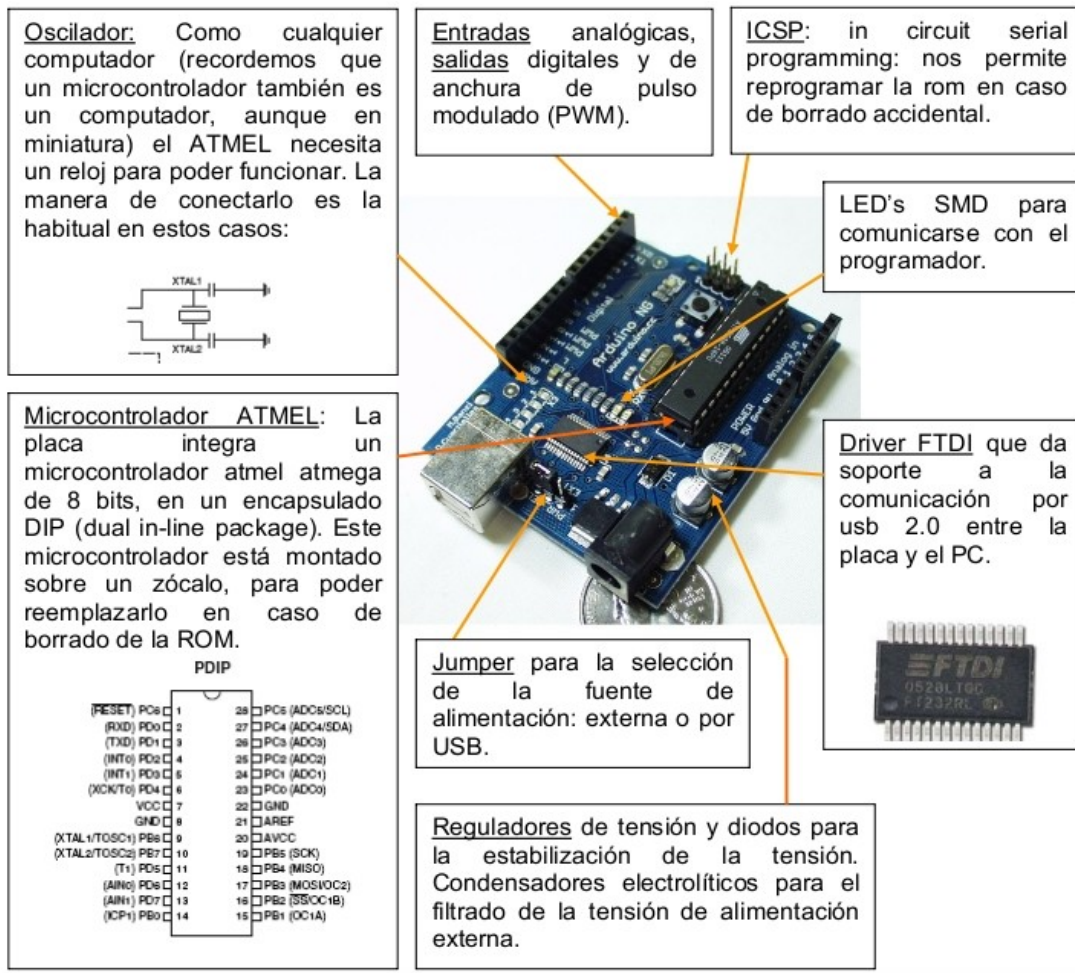 Oscilador: Como cualquier
computador (recordemos que
un microcontrolador también es
un computador, aunque en
miniatura) el ATMEL necesita
un reloj para poder funcionar. La
manera de conectarlo es la
habitual en estos casos:
XTAL1
XTAL2
Entradas analógicas,
salidas digitales y de
anchura de pulso
modulado (PWM).
ICSP: in circuit serial
programming: nos permite
reprogramar la rom en caso
de borrado accidental.
LED's SMD para
comunicarse con el
programador.
Digital
Arduino NG
www.arduino.cc
PWM
Analog in
POWER
5V Gnd
PWR
EXT
Microcontrolador ATMEL: La
placa integra un
microcontrolador atmel atmega
de 8 bits, en un encapsulado
DIP (dual in-line package). Este
microcontrolador está montado
sobre un zócalo, para poder
reemplazarlo en caso de
borrado de la ROM.
PDIP
(RESET) PC6 1 28 PC5 (ADC5/SCL)
(RXD) PD0 2 27 PC4 (ADC4/SDA)
(TXD) PD1 3 26 PC3 (ADC3)
(INT0) PD2 4 25 PC2 (ADC2)
(INT1) PD3 5 24 PC1 (ADC1)
(XCK/T0) PD4 6 23 PC0 (ADC0)
VCC 7 22 GND
GND 8 21 AREF
(XTAL1/TOSC1) PB6 9 20 AVCC
(XTAL2/TOSC2) PB7 10 19 PB5 (SCK)
(T1) PD5 11 18 PB4 (MISO)
(AIN0) PD6 12 17 PB3 (MOSI/OC2)
(AIN1) PD7 13 16 PB2 (SS/OC1B)
(ICP1) PB0 14 15 PB1 (OC1A)
Driver FTDI que da
soporte a la
comunicación por
usb 2.0 entre la
placa y el PC.
FTDI
FT232RL
Jumper para la selección
de la fuente de
alimentación: externa o por
USB.
Reguladores de tensión y diodos para
la estabilización de la tensión.
Condensadores electrolíticos para el
filtrado de la tensión de alimentación
externa.